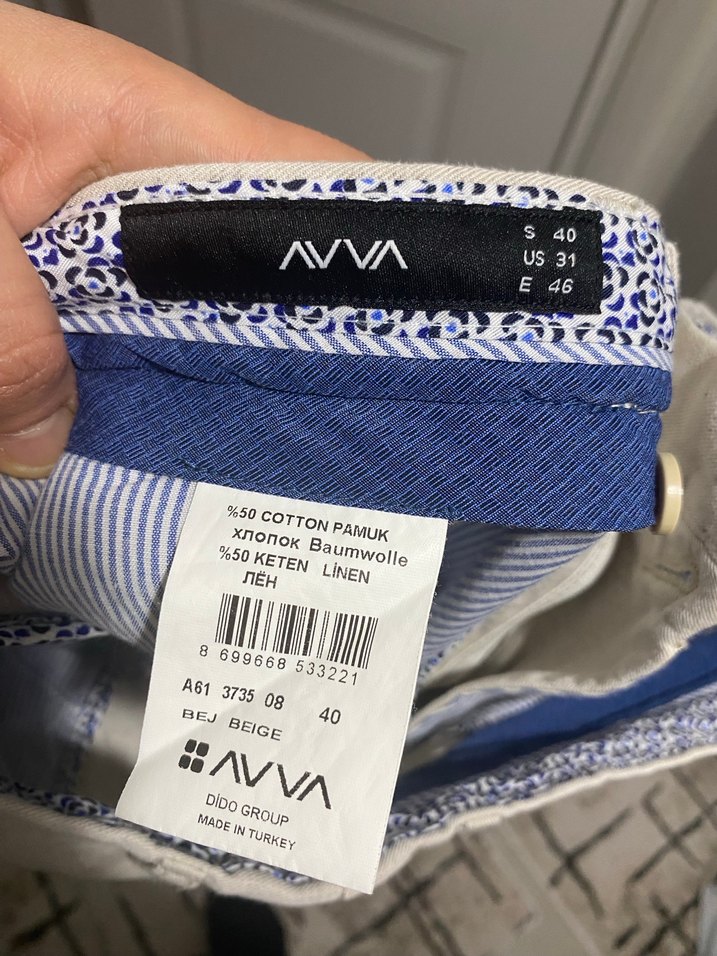 AVVA
S 40
US 31
E 46
%50 COTTON PAMUK
хлопок Baumwolle
%50 KETEN LİNEN
ЛЁН
8 699668 533221
A61 3735 08 40
BEJ BEIGE
AVVA
DİDO GROUP
MADE IN TURKEY